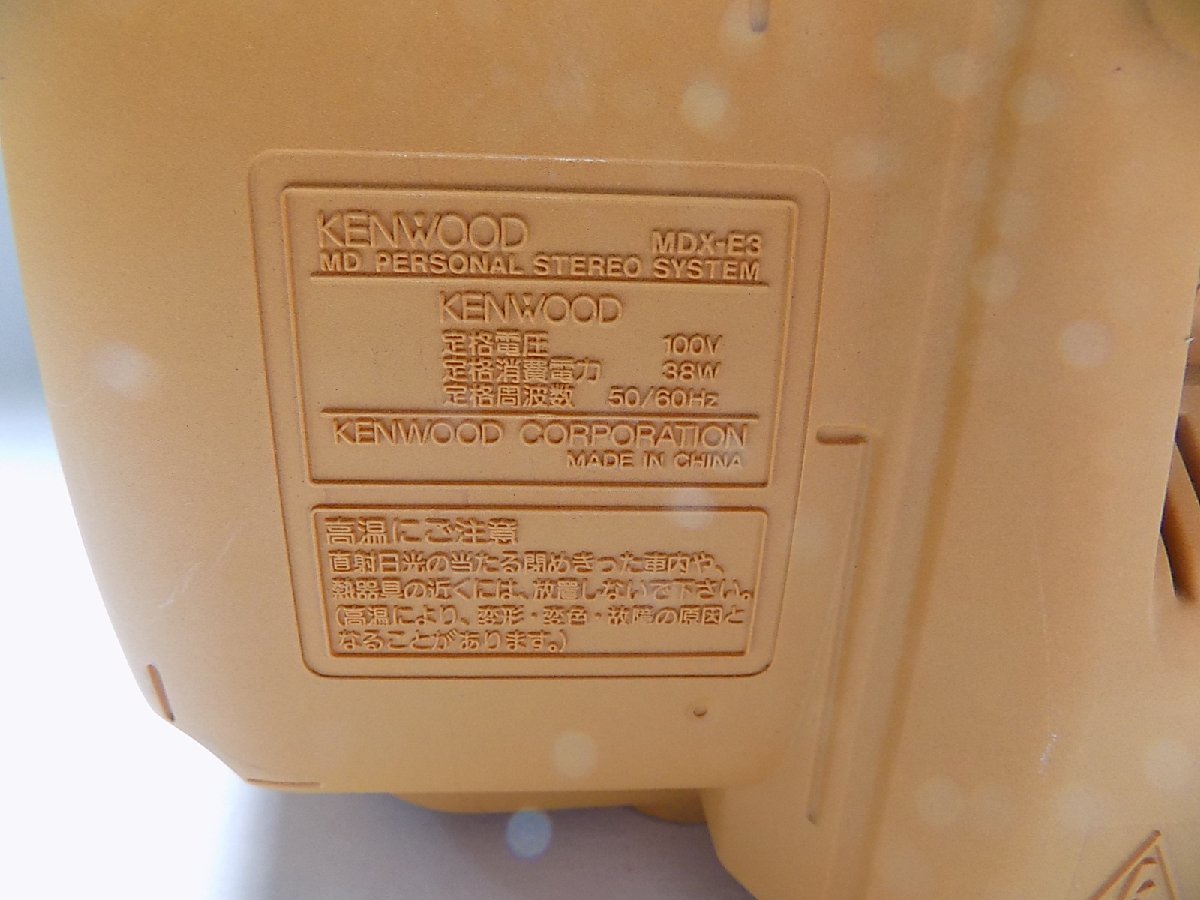 KENWOOD MDX-E3
MD PERSONAL STEREO SYSTEM
KENWOOD
定格電圧 100V
定格消費電力 38W
定格周波数 50/60Hz
KENWOOD CORPORATION
MADE IN CHINA
高温にご注意
直射日光の当たる閉めきった車内や、
熱器具の近くには、放置しないで下さい。
(高温により、変形・変色・故障の原因と
なることがあります。)